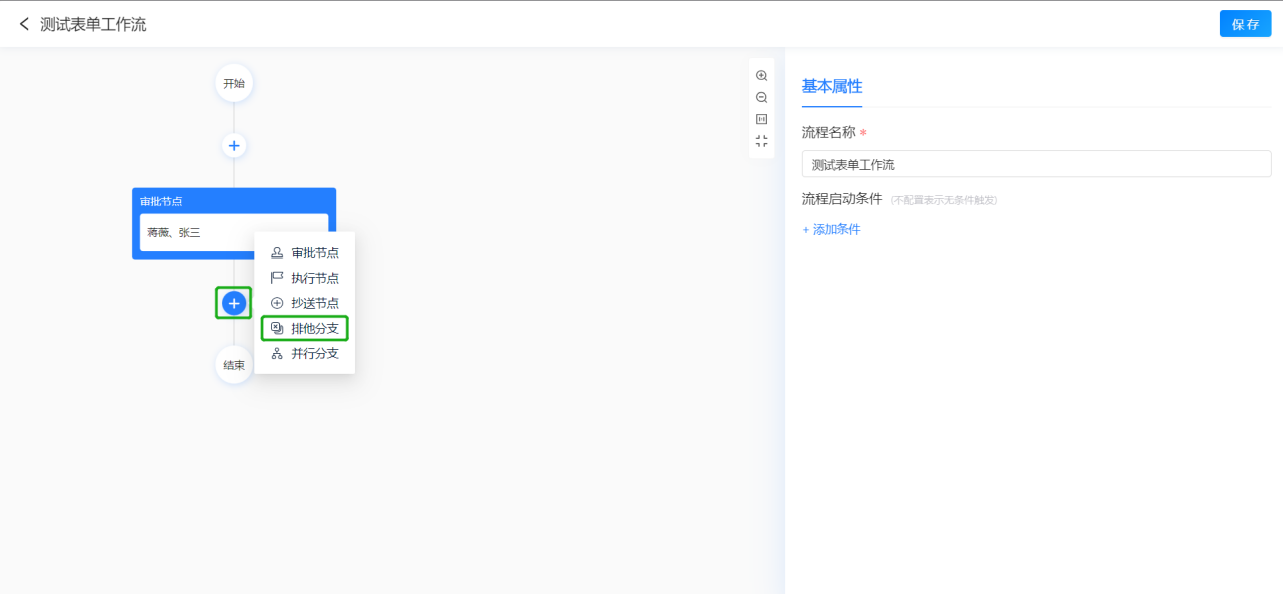 测试表单工作流
保存
开始
审批节点
蒋薇、张三
审批节点
执行节点
抄送节点
排他分支
并行分支
结束
基本属性
流程名称 *
测试表单工作流
流程启动条件 (不配置表示无条件触发)
+ 添加条件